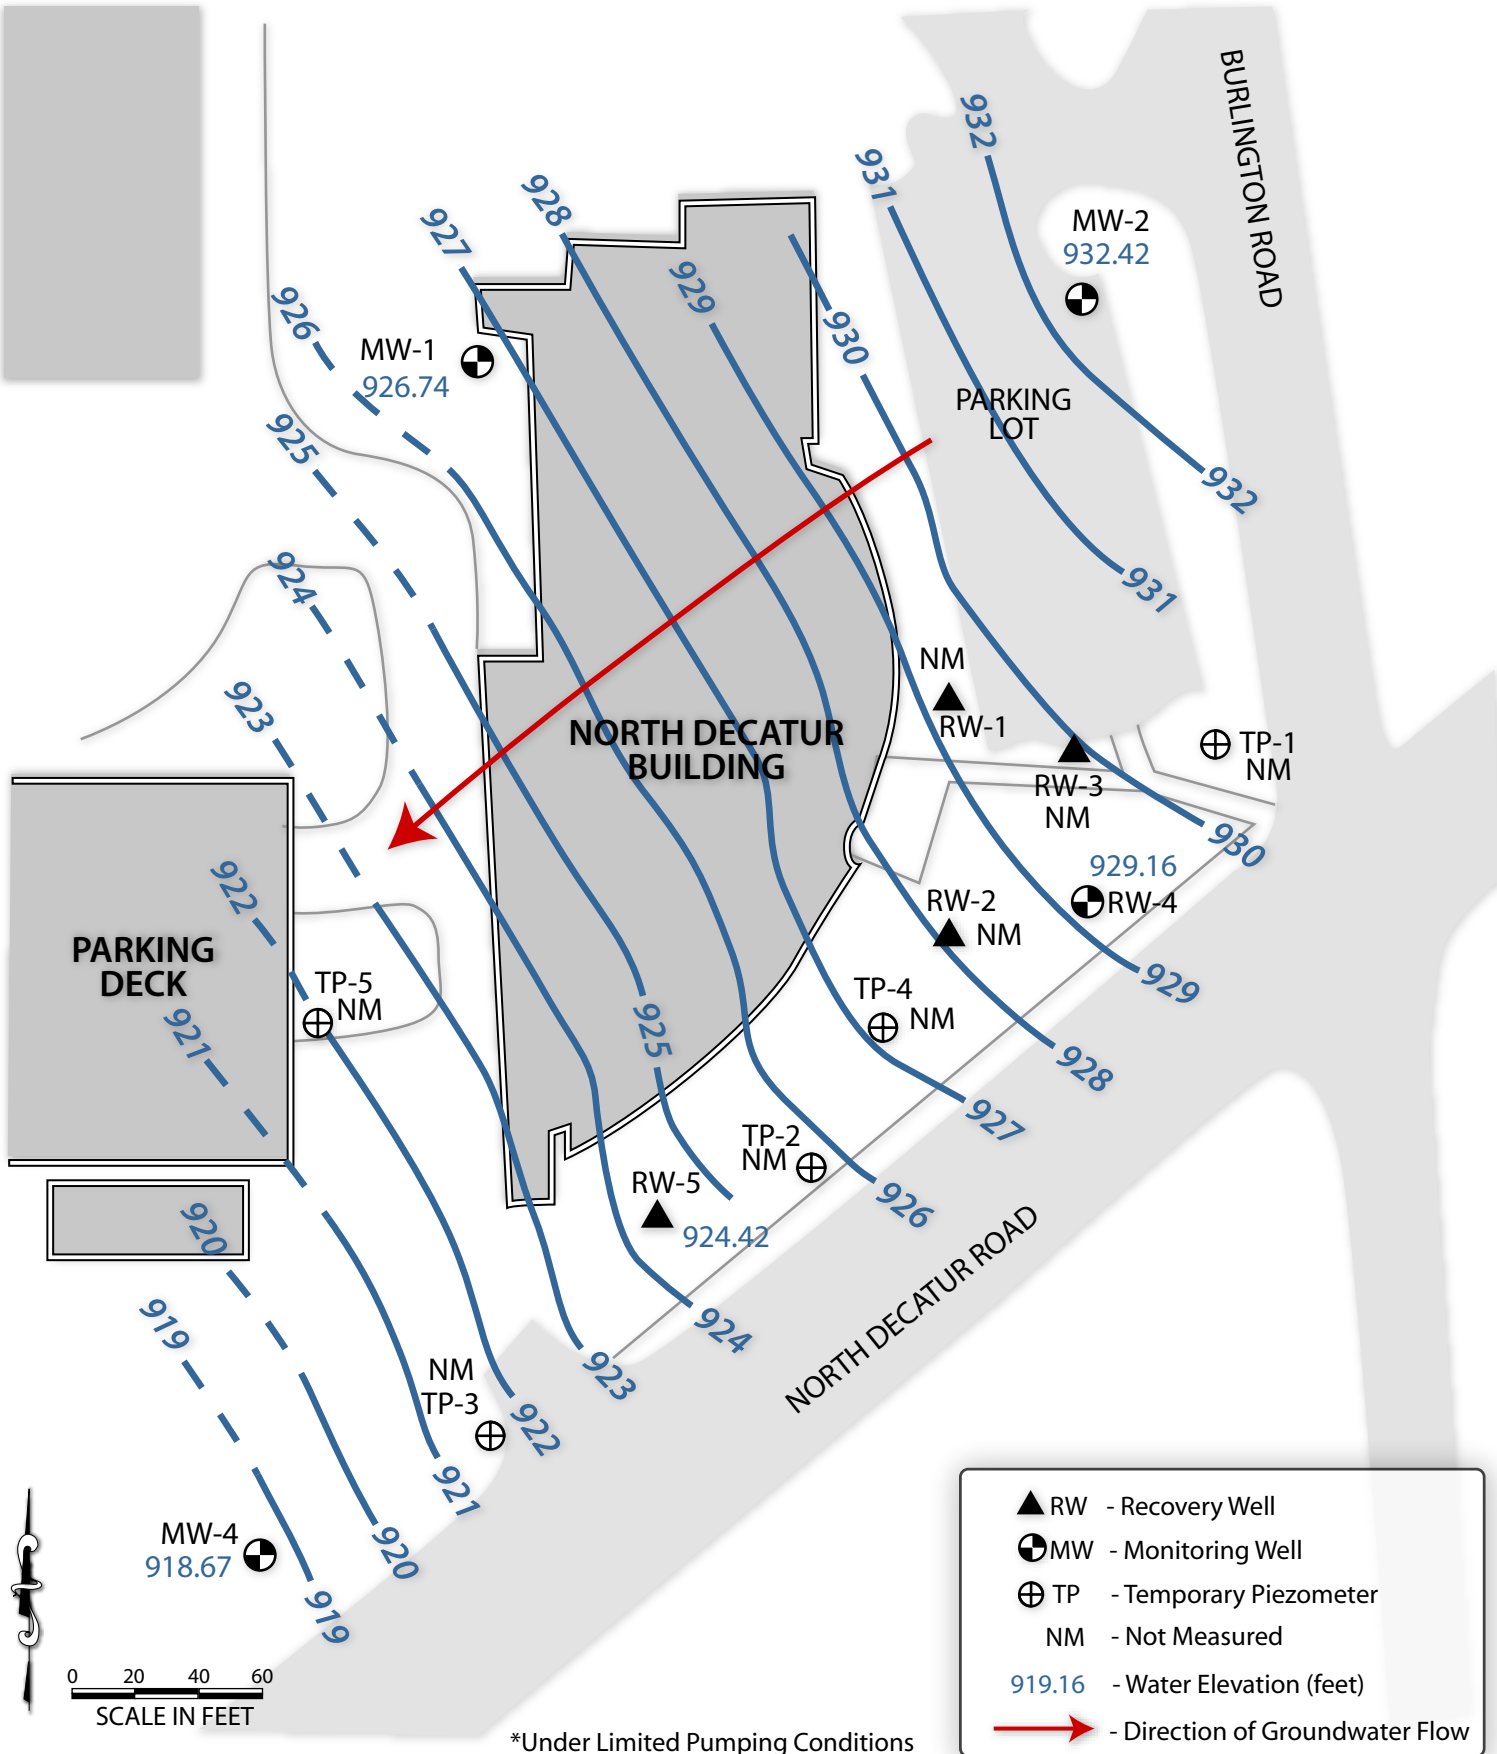 BURLINGTON ROAD
932
931
928
927
MW-2
932.42
929
926
930
MW-1
926.74
PARKING
LOT
925
932
924
931
NM
RW-1
923
NORTH DECATUR
BUILDING
TP-1
NM
RW-3
NM
930
922
929.16
RW-4
RW-2
NM
PARKING
DECK
TP-5
NM
TP-4
NM
929
921
925
928
927
TP-2
NM
RW-5
924.42
926
920
NORTH DECATUR ROAD
919
924
923
NM
TP-3
922
921
MW-4
918.67
920
919
0 20 40 60
SCALE IN FEET
RW - Recovery Well
MW - Monitoring Well
TP - Temporary Piezometer
NM - Not Measured
919.16 - Water Elevation (feet)
- Direction of Groundwater Flow
*Under Limited Pumping Conditions